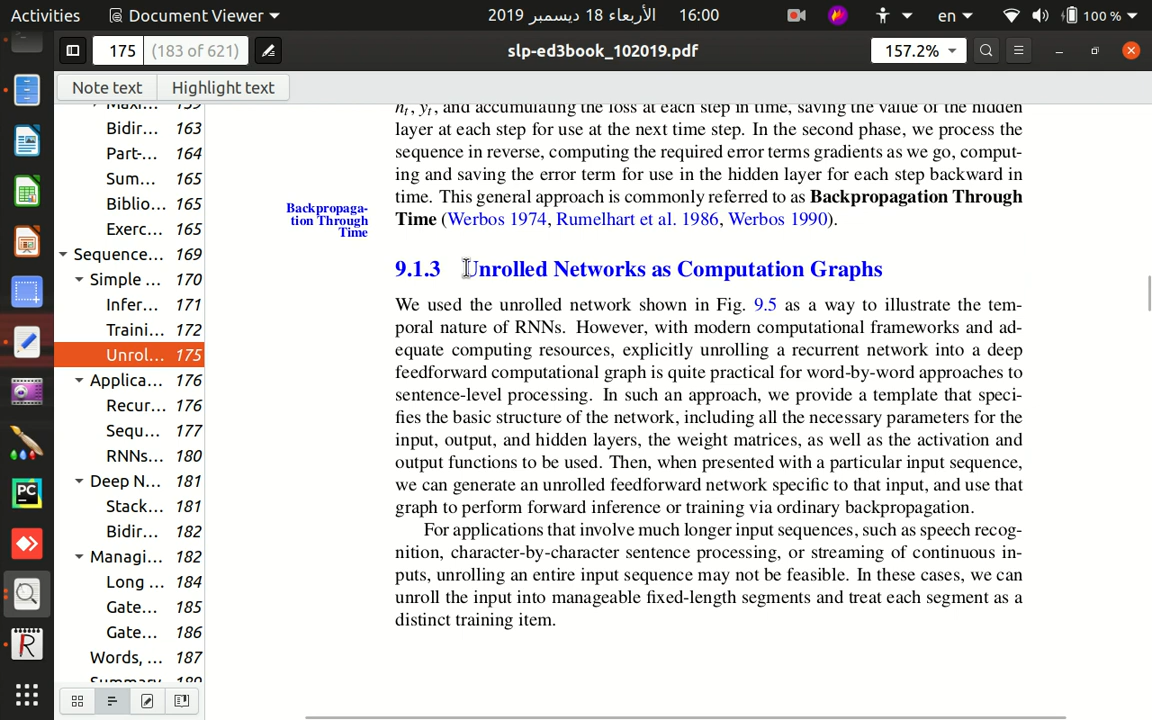 Activities
Document Viewer
الأربعاء 18 ديسمبر 2019
16:00
en
100 %
175
(183 of 621)
slp-ed3book_102019.pdf
157.2%
Note text
Highlight text
Maxi... 159
Bidir... 163
Part-... 164
Sum... 165
Biblio... 165
Exerc... 165
Sequence... 169
Simple ... 170
Infer... 171
Traini... 172
Unrol... 175
Applica... 176
Recur... 176
Sequ... 177
RNNs... 180
Deep N... 181
Stack... 181
Bidir... 182
Managi... 182
Long ... 184
Gate... 185
Gate... 186
Words, ... 187
Summary 189
PC
hₜ, yₜ, and accumulating the loss at each step in time, saving the value of the hidden
layer at each step for use at the next time step. In the second phase, we process the
sequence in reverse, computing the required error terms gradients as we go, comput-
ing and saving the error term for use in the hidden layer for each step backward in
time. This general approach is commonly referred to as Backpropagation Through
Time (Werbos 1974, Rumelhart et al. 1986, Werbos 1990).
Backpropaga-
tion Through
Time
9.1.3 Unrolled Networks as Computation Graphs
We used the unrolled network shown in Fig. 9.5 as a way to illustrate the tem-
poral nature of RNNs. However, with modern computational frameworks and ad-
equate computing resources, explicitly unrolling a recurrent network into a deep
feedforward computational graph is quite practical for word-by-word approaches to
sentence-level processing. In such an approach, we provide a template that speci-
fies the basic structure of the network, including all the necessary parameters for the
input, output, and hidden layers, the weight matrices, as well as the activation and
output functions to be used. Then, when presented with a particular input sequence,
we can generate an unrolled feedforward network specific to that input, and use that
graph to perform forward inference or training via ordinary backpropagation.
For applications that involve much longer input sequences, such as speech recog-
nition, character-by-character sentence processing, or streaming of continuous in-
puts, unrolling an entire input sequence may not be feasible. In these cases, we can
unroll the input into manageable fixed-length segments and treat each segment as a
distinct training item.